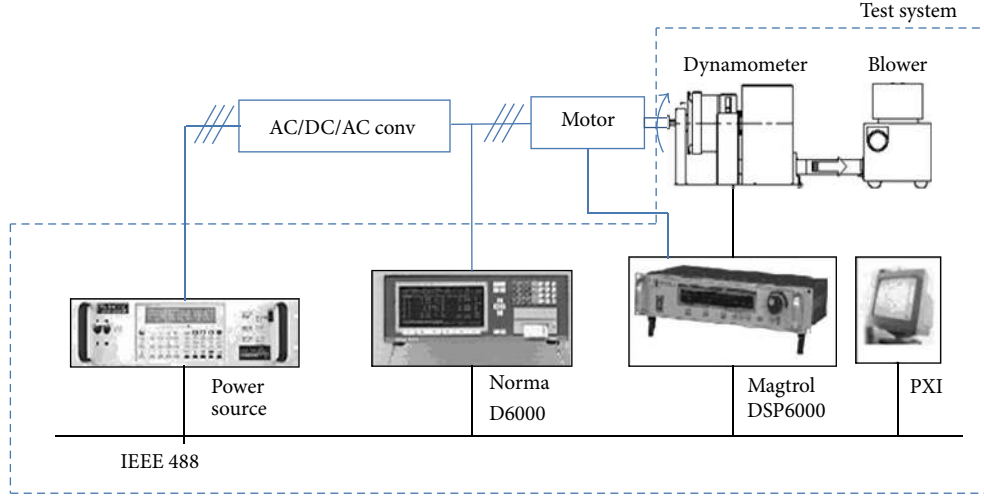 Test system
Dynamometer
Blower
AC/DC/AC conv
Motor
Power
source
Norma
D6000
Magtrol
DSP6000
PXI
IEEE 488